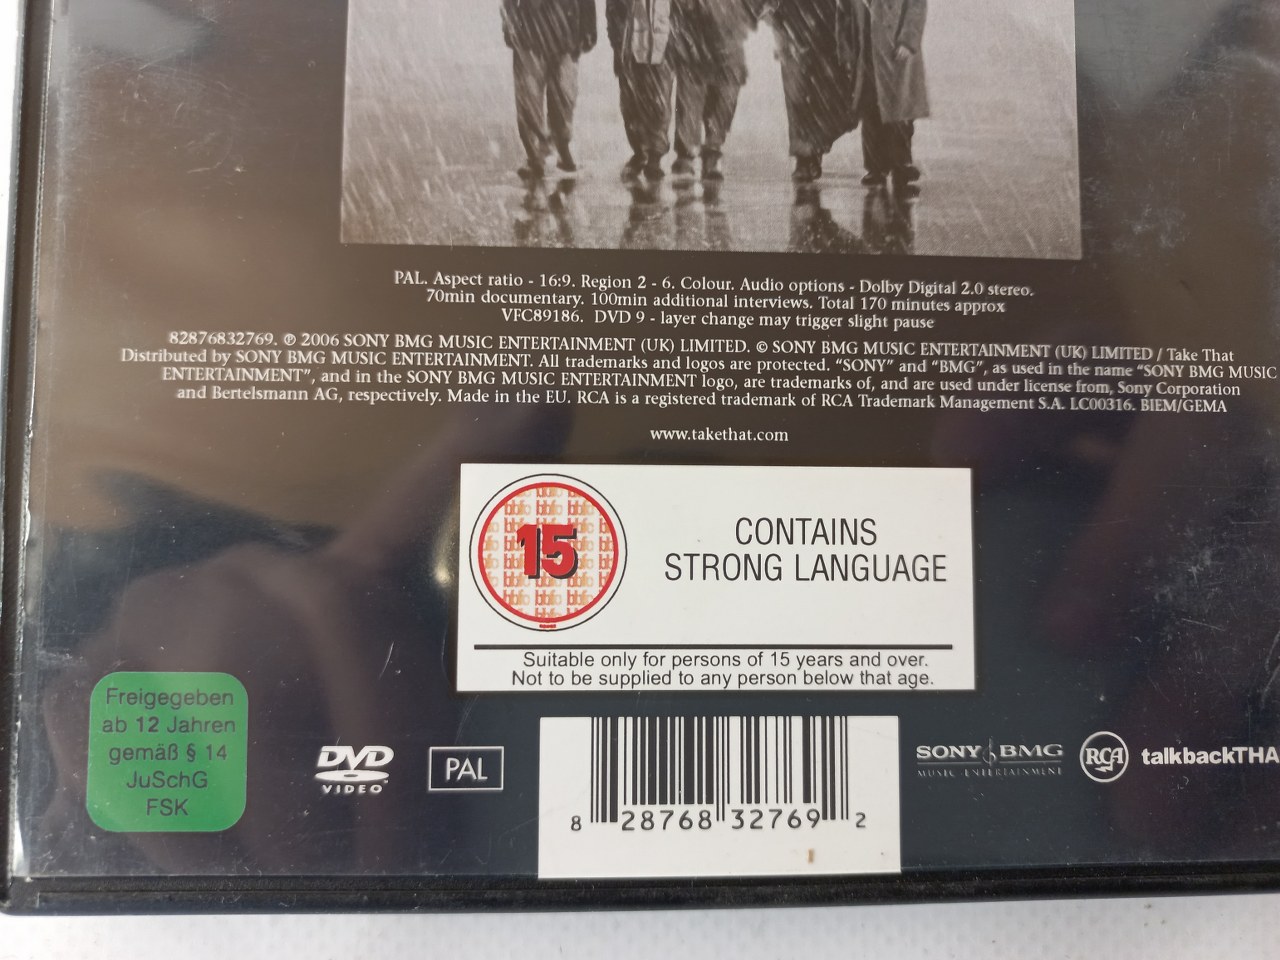 PAL. Aspect ratio - 16:9. Region 2 - 6. Colour. Audio options - Dolby Digital 2.0 stereo.
70min documentary. 100min additional interviews. Total 170 minutes approx
VFC89186. DVD 9 - layer change may trigger slight pause
82876832769. ℗ 2006 SONY BMG MUSIC ENTERTAINMENT (UK) LIMITED. © SONY BMG MUSIC ENTERTAINMENT (UK) LIMITED / Take That
Distributed by SONY BMG MUSIC ENTERTAINMENT. All trademarks and logos are protected. “SONY” and “BMG”, as used in the name “SONY BMG MUSIC
ENTERTAINMENT”, and in the SONY BMG MUSIC ENTERTAINMENT logo, are trademarks of, and are used under license from, Sony Corporation
and Bertelsmann AG, respectively. Made in the EU. RCA is a registered trademark of RCA Trademark Management S.A. LC00316. BIEM/GEMA
www.takethat.com
15
CONTAINS
STRONG LANGUAGE
Suitable only for persons of 15 years and over.
Not to be supplied to any person below that age.
Freigegeben
ab 12 Jahren
gemäß § 14
JuSchG
FSK
DVD
VIDEO
PAL
8 28768 32769 2
SONY BMG
MUSIC ENTERTAINMENT
RCA
talkbackTHA